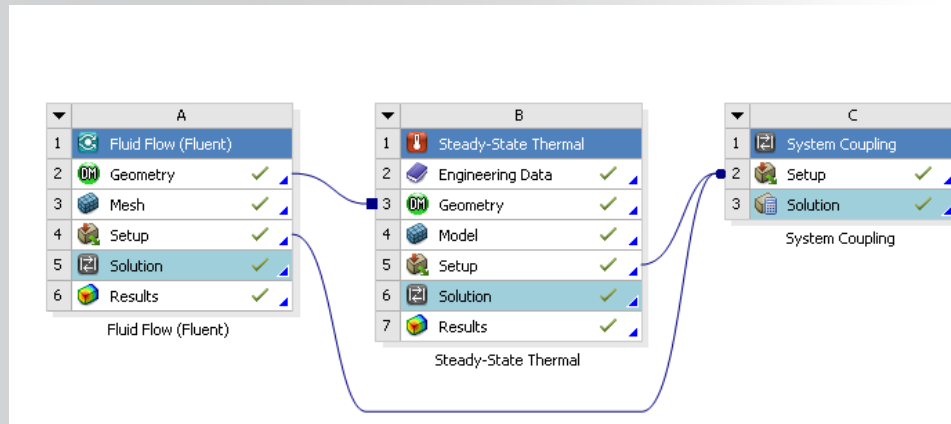 A
1 Fluid Flow (Fluent)
2 DM Geometry
3 Mesh
4 Setup
5 Solution
6 Results
Fluid Flow (Fluent)
B
1 Steady-State Thermal
2 Engineering Data
3 DM Geometry
4 Model
5 Setup
6 Solution
7 Results
Steady-State Thermal
C
1 System Coupling
2 Setup
3 Solution
System Coupling